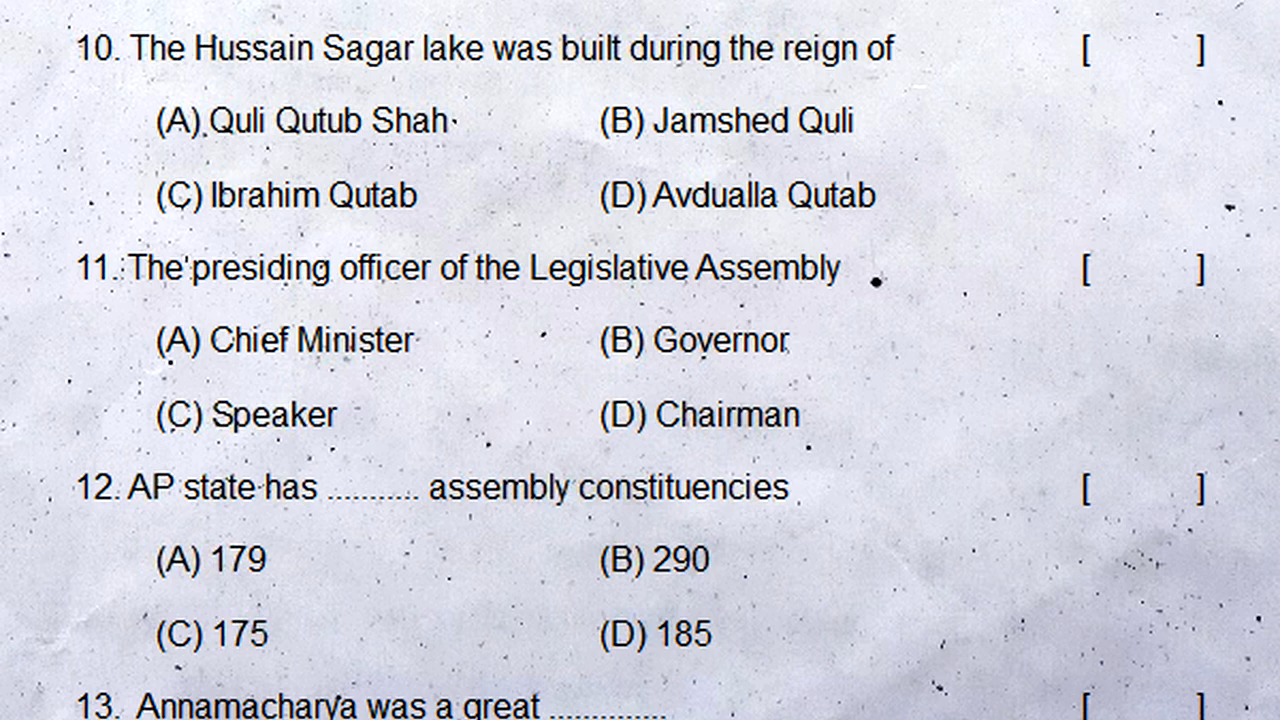 10. The Hussain Sagar lake was built during the reign of [ ]
(A) Quli Qutub Shah (B) Jamshed Quli
(C) Ibrahim Qutab (D) Avdualla Qutab
11. The presiding officer of the Legislative Assembly [ ]
(A) Chief Minister (B) Governor
(C) Speaker (D) Chairman
12. AP state has ........... assembly constituencies [ ]
(A) 179 (B) 290
(C) 175 (D) 185
13. Annamacharya was a great .............. [ ]